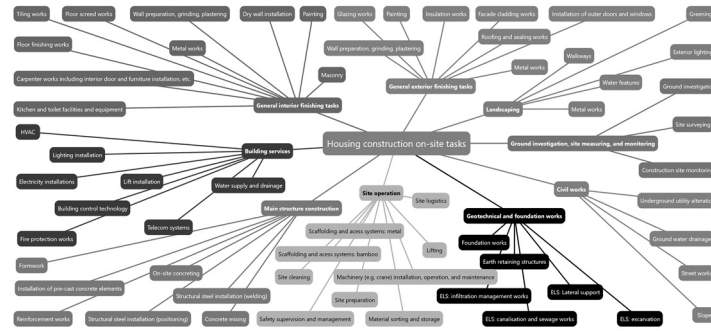 Tiling works
Floor screed works
Wall preparation, grinding, plastering
Dry wall installation
Painting
Glazing works
Painting
Insulation works
Facade cladding works
Installation of outer doors and windows
Greening
Floor finishing works
Metal works
Wall preparation, grinding, plastering
Roofing and sealing works
Walkways
Exterior lighting
Carpenter works including interior door and furniture installation, etc.
Masonry
Metal works
General exterior finishing tasks
Water features
Ground investigation
Kitchen and toilet facilities and equipment
General interior finishing tasks
Landscaping
Metal works
Site surveying
HVAC
Housing construction on-site tasks
Ground investigation, site measuring, and monitoring
Lighting installation
Building services
Construction site monitoring
Electricity installations
Lift installation
Water supply and drainage
Site operation
Civil works
Building control technology
Main structure construction
Site logistics
Geotechnical and foundation works
Underground utility alteratio
Telecom systems
Scaffolding and acess systems: metal
Fire protection works
Scaffolding and acess systems: bamboo
Lifting
Foundation works
Ground water drainage
Formwork
On-site concreting
Site cleaning
Machinery (e.g. crane) installation, operation, and maintenance
Earth retaining structures
Street works
Installation of pre-cast concrete elements
Structural steel installation (welding)
Site preparation
ELS: infiltration management works
ELS: Lateral support
Reinforcement works
Structural steel installation (positioning)
Concrete mixing
Safety supervision and management
Material sorting and storage
ELS: canalisation and sewage works
ELS: excarvation
Slope